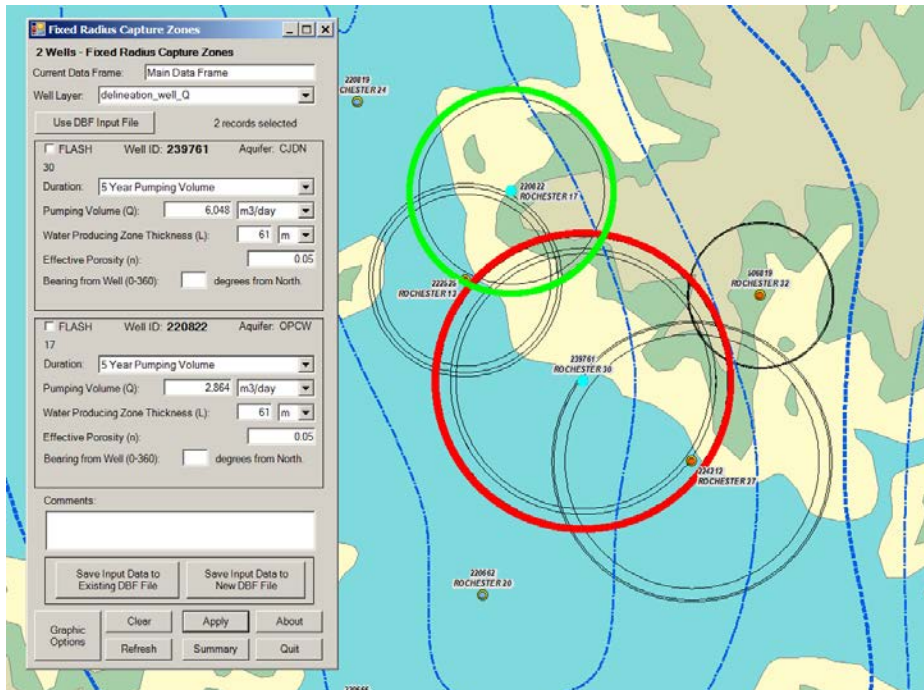 Fixed Radius Capture Zones
2 Wells - Fixed Radius Capture Zones
Current Data Frame: Main Data Frame
Well Layer: delineation_well_Q
Use DBF Input File 2 records selected
FLASH Well ID: 239761 Aquifer: CJDN
30
Duration: 5 Year Pumping Volume
Pumping Volume (Q): 6,048 m3/day
Water Producing Zone Thickness (L): 61 m
Effective Porosity (n): 0.05
Bearing from Well (0-360): degrees from North.
FLASH Well ID: 220822 Aquifer: OPCW
17
Duration: 5 Year Pumping Volume
Pumping Volume (Q): 2,864 m3/day
Water Producing Zone Thickness (L): 61 m
Effective Porosity (n): 0.05
Bearing from Well (0-360): degrees from North.
Comments:
Save Input Data to
Existing DBF File
Save Input Data to
New DBF File
Graphic
Options
Clear Apply About
Refresh Summary Quit
220819
CHESTER 24
220822
ROCHESTER 17
ROCHESTER 13
506819
ROCHESTER 32
239761
ROCHESTER 30
224212
ROCHESTER 27
220662
ROCHESTER 20